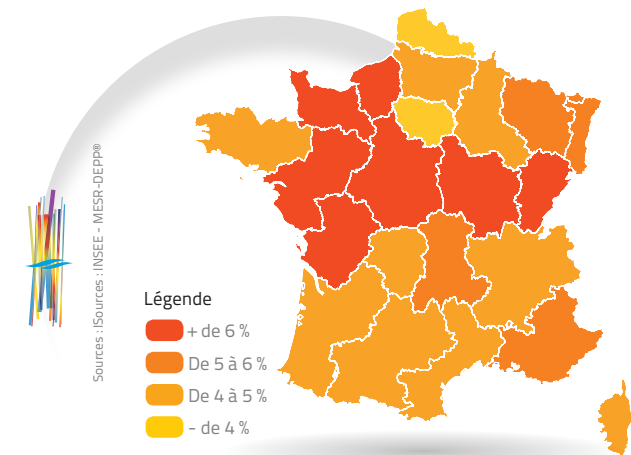 Sources : ISources : INSEE - MESR-DEPP®
Légende
+ de 6 %
De 5 à 6 %
De 4 à 5 %
- de 4 %